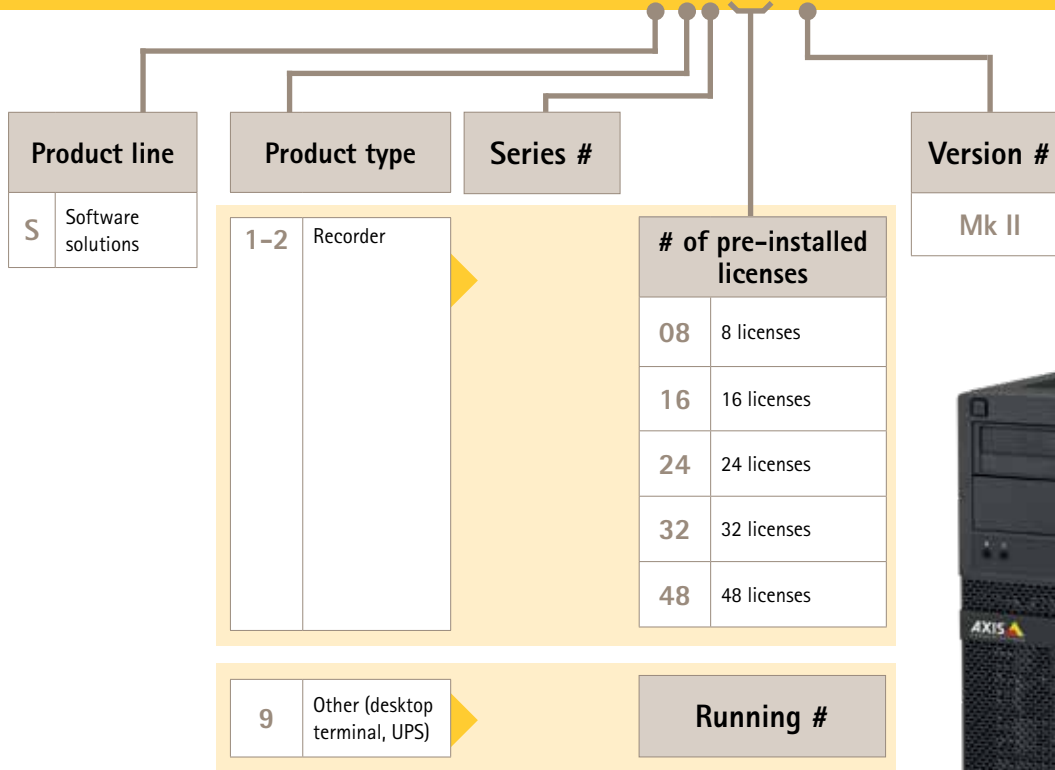 Product line
S
Software
solutions
Product type
Series #
Version #
Mk II
1-2
Recorder
# of pre-installed
licenses
08
8 licenses
16
16 licenses
24
24 licenses
32
32 licenses
48
48 licenses
9
Other (desktop
terminal, UPS)
Running #
AXIS